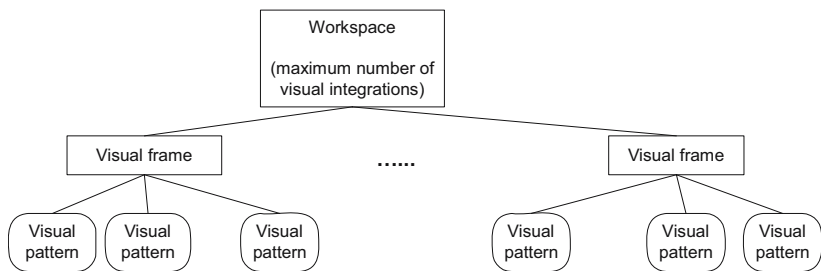 Workspace
(maximum number of
visual integrations)
Visual frame
......
Visual frame
Visual
pattern
Visual
pattern
Visual
pattern
Visual
pattern
Visual
pattern
Visual
pattern